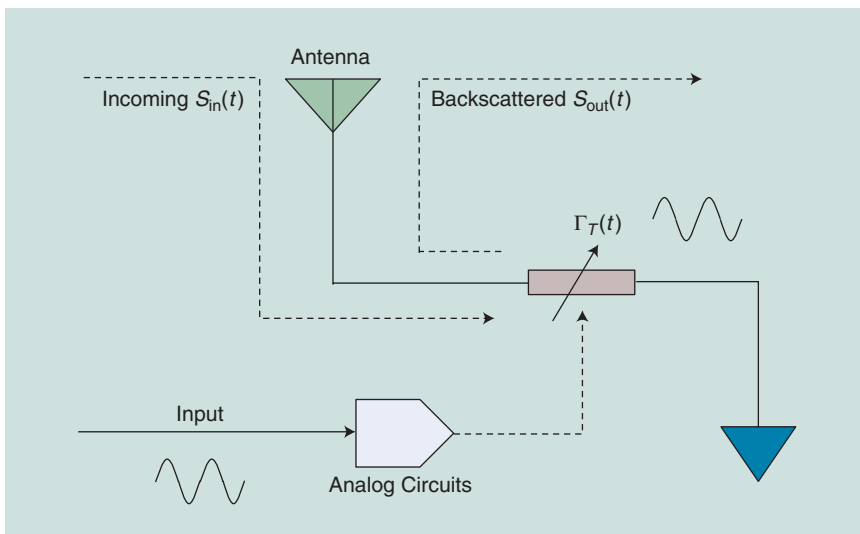 Antenna
Incoming S_in(t)
Backscattered S_out(t)
Γ_T(t)
Input
Analog Circuits